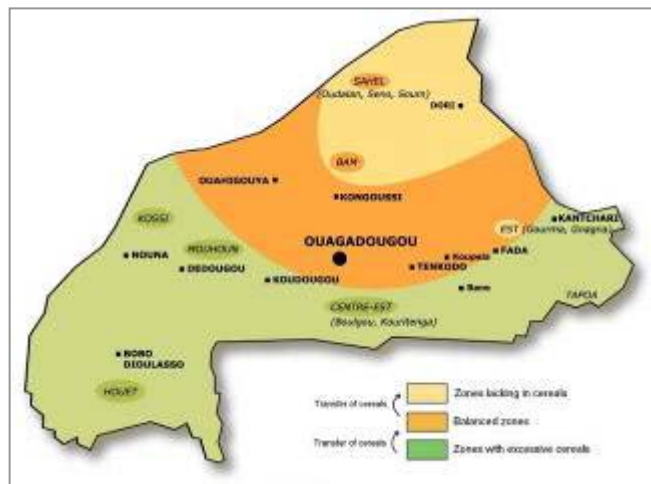 SAHEL
(Oudalan, Seno, Soum)
DORI
BAM
OUAHIGOUYA
KONGOUSSI
KOSSI
KANTCHARI
EST (Gourma, Gnagna)
NOUNA
MOUHOUN
OUAGADOUGOU
Koupela
FADA
DEDOUGOU
TENKODO
KOUDOUGOU
Bane
TAPOA
CENTRE-EST
(Boulgou, Kouritenga)
BOBO
DIOULASSO
HOUET
Transfer of cereals
Zones lacking in cereals
Balanced zones
Transfer of cereals
Zones with excessive cereals